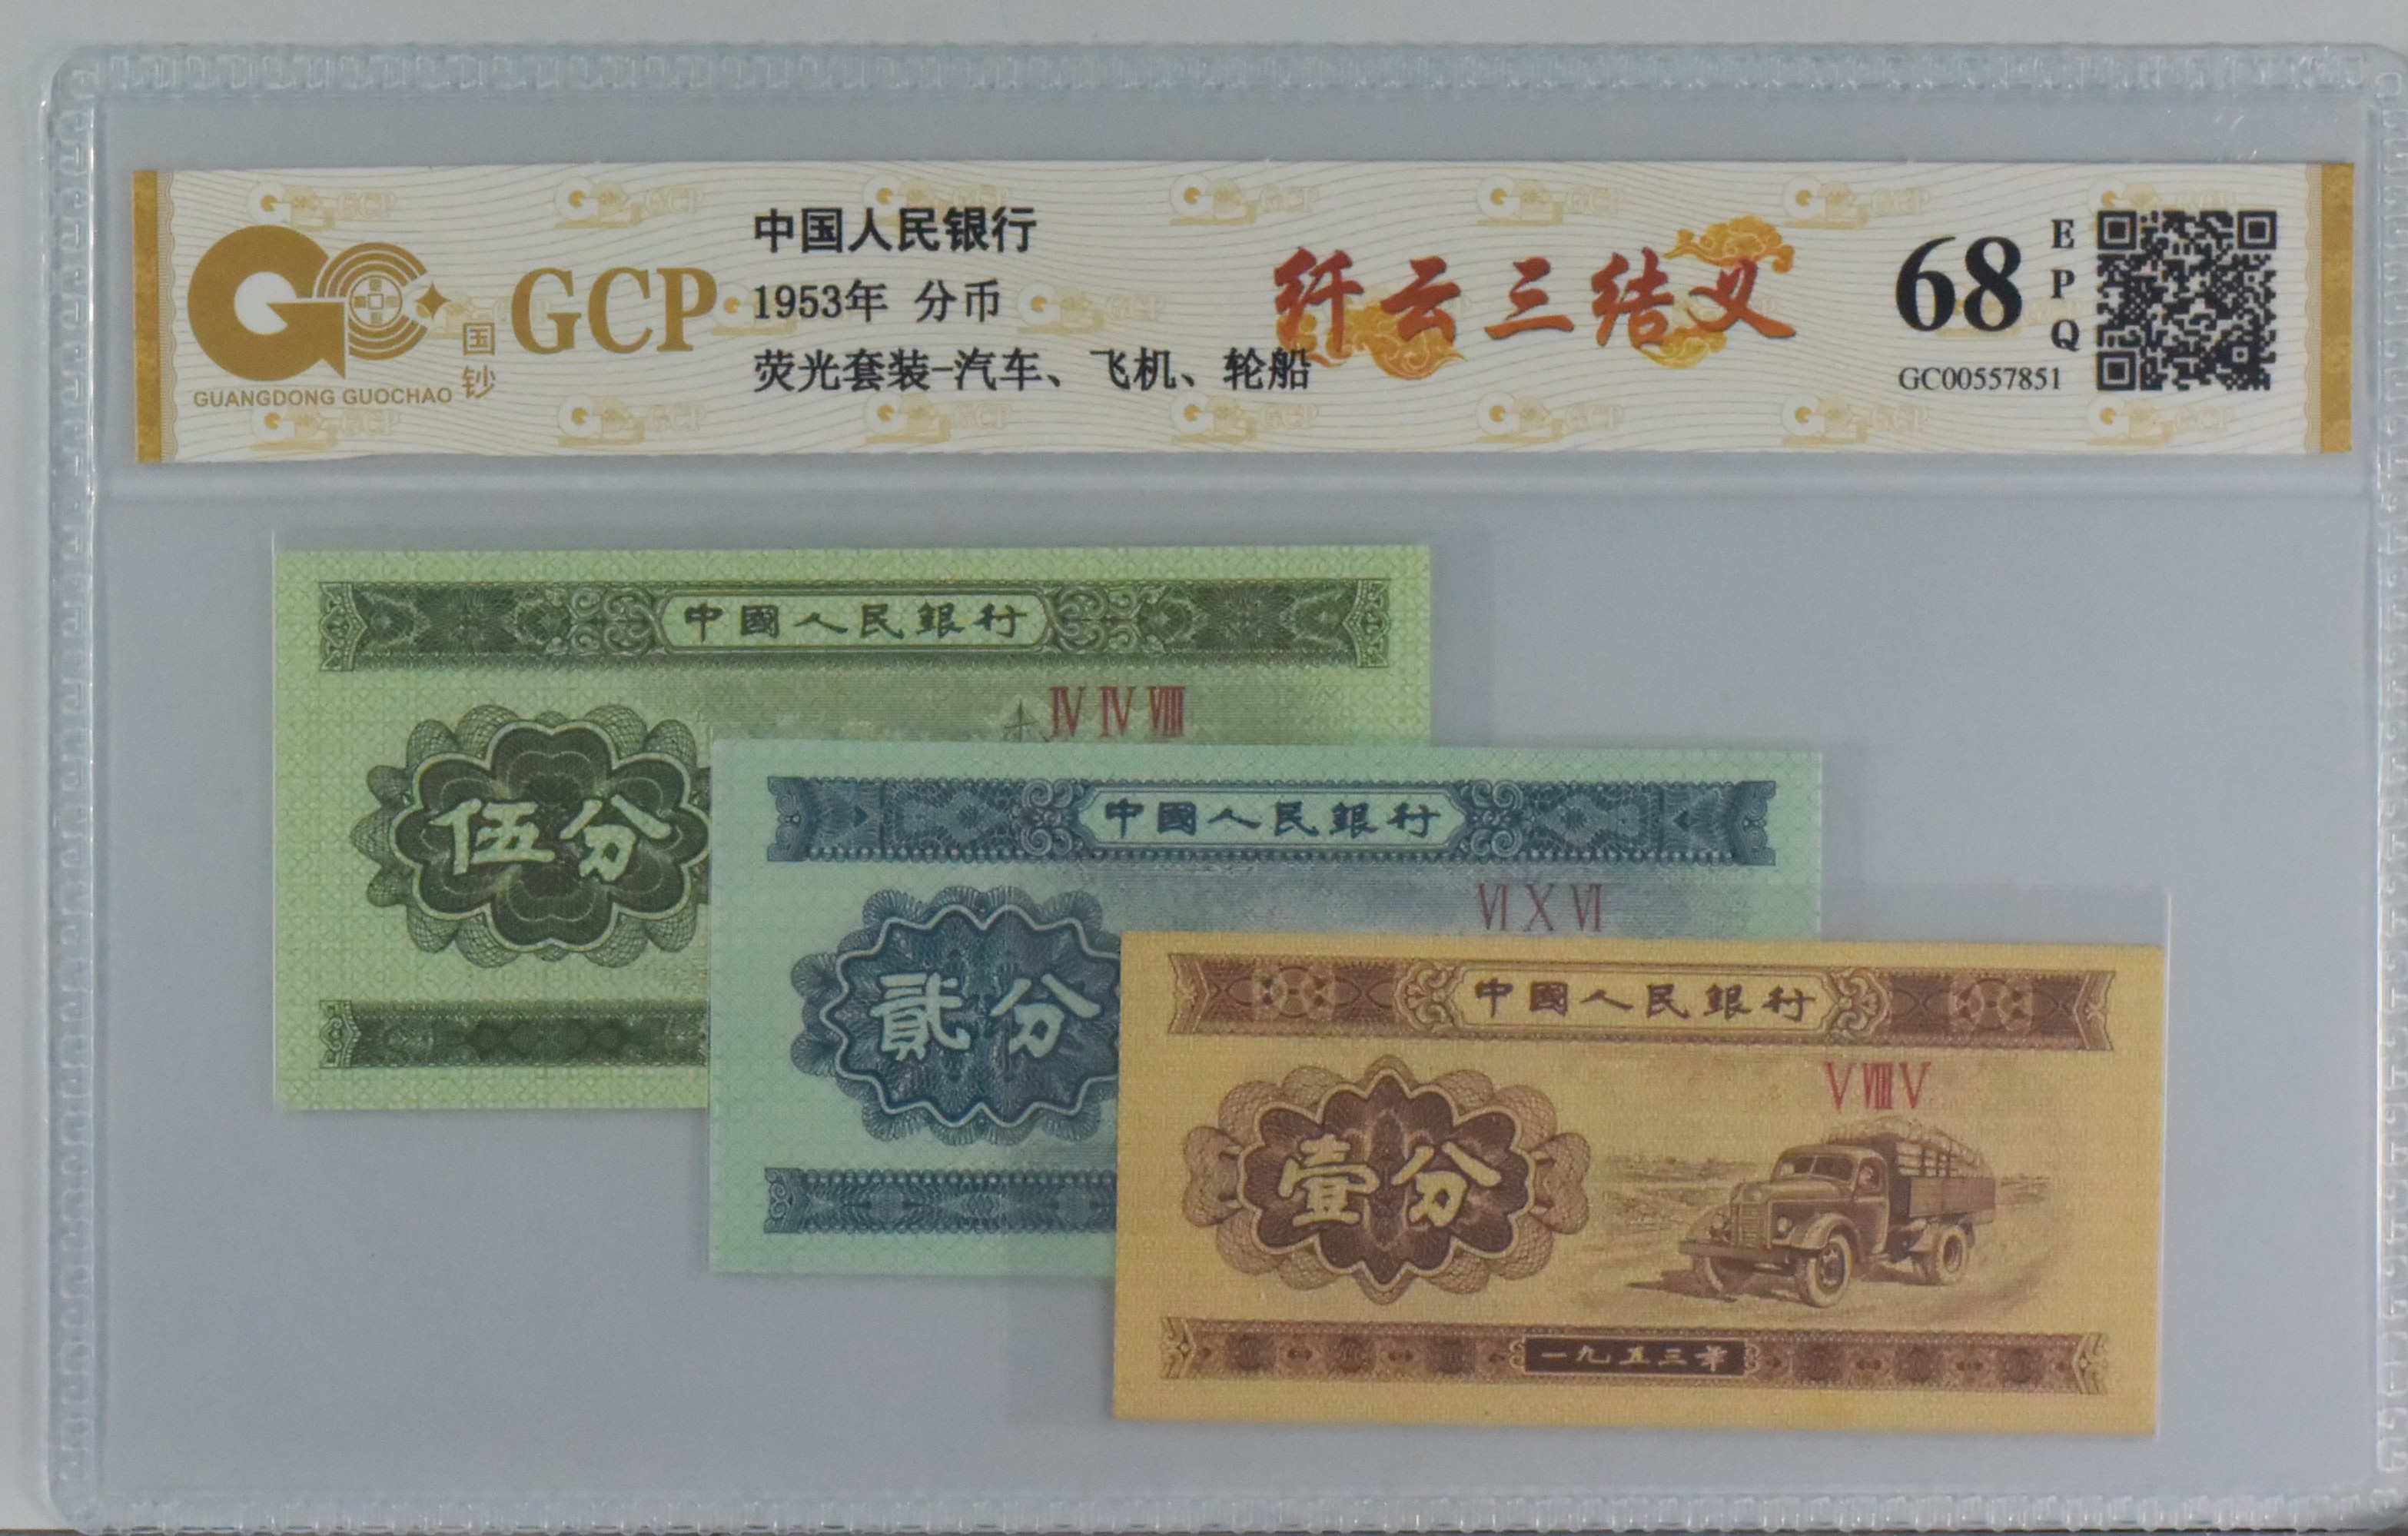 GCP
国钞
GUANGDONG GUOCHAO
中国人民银行
1953年 分币
荧光套装-汽车、飞机、轮船
纤云三结义
68
EPQ
GC00557851
中國人民銀行
IV IV VIII
伍分
中國人民銀行
VI X VI
貳分
中國人民銀行
V VIII V
壹分
一九五三年